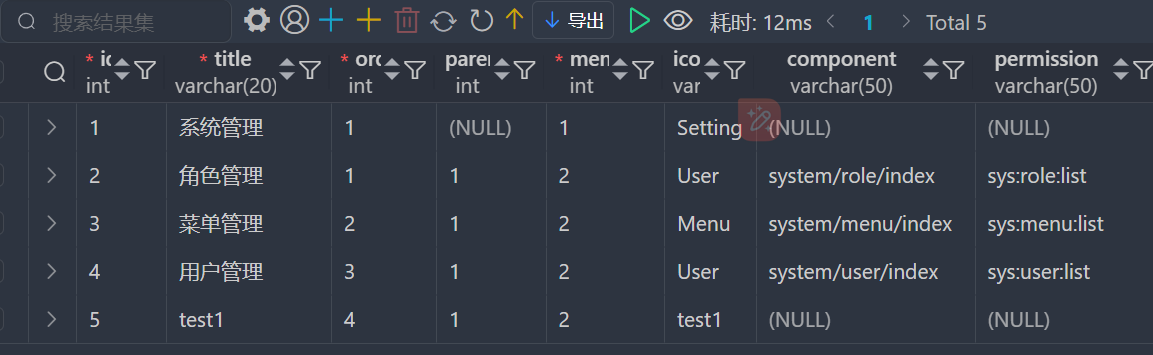 搜索结果集 导出 耗时: 12ms 1 Total 5
* id * title * ord paren * men ico component permission
int varchar(20) int int int var varchar(50) varchar(50)
1 系统管理 1 (NULL) 1 Setting (NULL) (NULL)
2 角色管理 1 1 2 User system/role/index sys:role:list
3 菜单管理 2 1 2 Menu system/menu/index sys:menu:list
4 用户管理 3 1 2 User system/user/index sys:user:list
5 test1 4 1 2 test1 (NULL) (NULL)